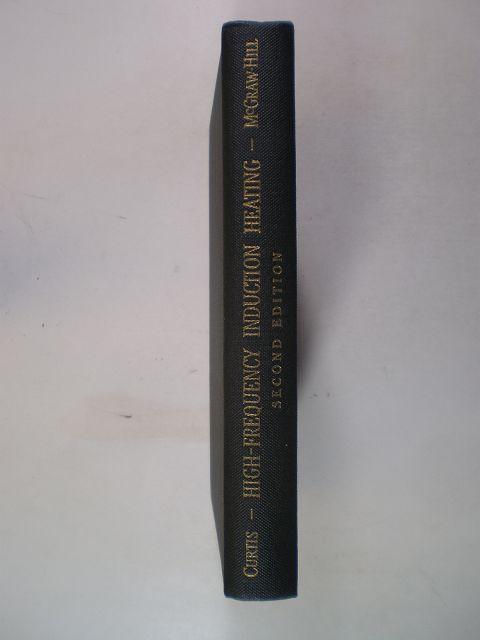 CURTIS – HIGH-FREQUENCY INDUCTION HEATING – MCGRAW-HILL
SECOND EDITION